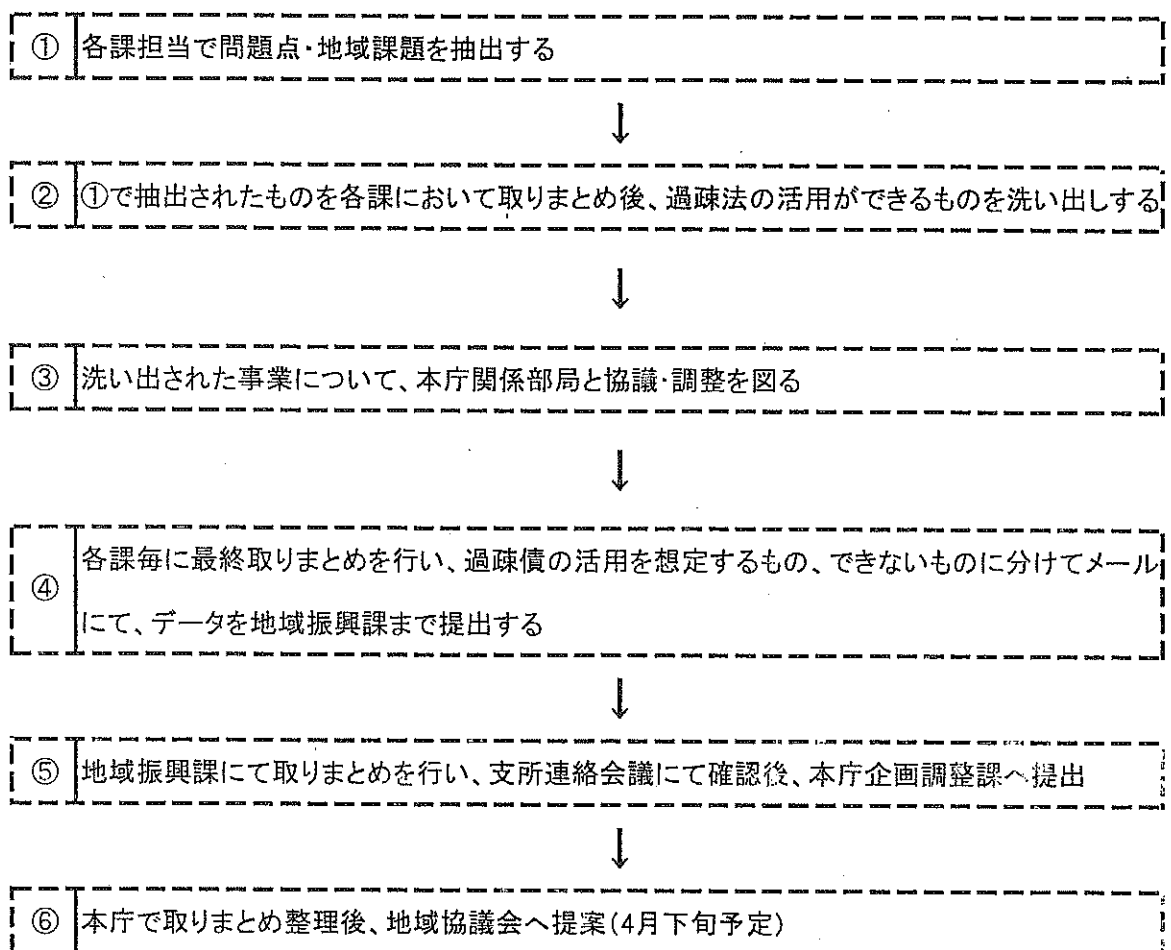 ① 各課担当で問題点・地域課題を抽出する
↓
② ①で抽出されたものを各課において取りまとめ後、過疎法の活用ができるものを洗い出しする
↓
③ 洗い出された事業について、本庁関係部局と協議・調整を図る
↓
④ 各課毎に最終取りまとめを行い、過疎債の活用を想定するもの、できないものに分けてメール
にて、データを地域振興課まで提出する
↓
⑤ 地域振興課にて取りまとめを行い、支所連絡会議にて確認後、本庁企画調整課へ提出
↓
⑥ 本庁で取りまとめ整理後、地域協議会へ提案(4月下旬予定)